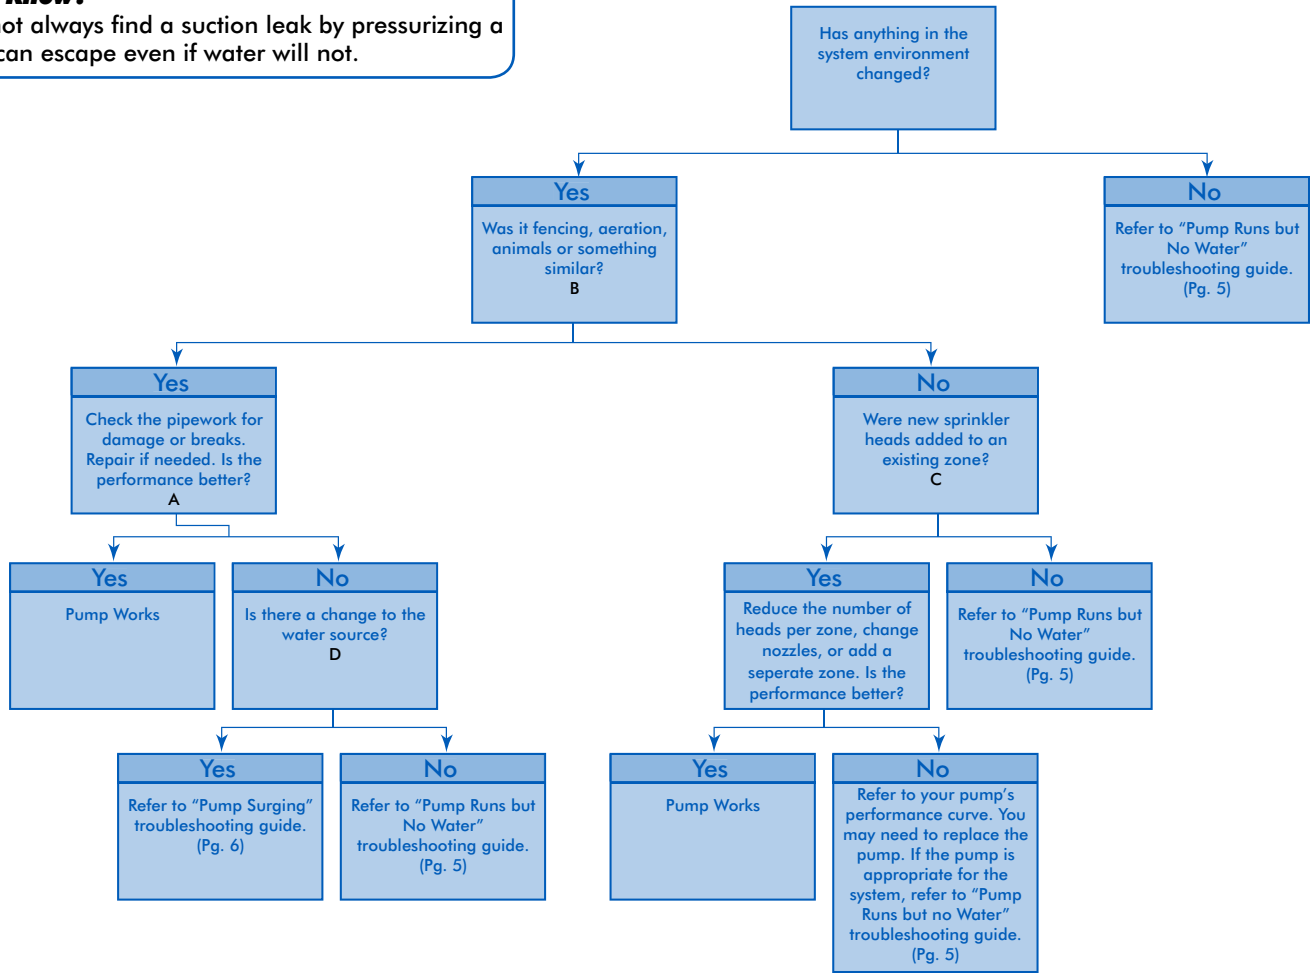 Know?
not always find a suction leak by pressurizing a
can escape even if water will not.
Has anything in the
system environment
changed?
Yes
Was it fencing, aeration,
animals or something
similar?
B
No
Refer to “Pump Runs but
No Water”
troubleshooting guide.
(Pg. 5)
Yes
Check the pipework for
damage or breaks.
Repair if needed. Is the
performance better?
A
No
Were new sprinkler
heads added to an
existing zone?
C
Yes
Pump Works
No
Is there a change to the
water source?
D
Yes
Reduce the number of
heads per zone, change
nozzles, or add a
seperate zone. Is the
performance better?
No
Refer to “Pump Runs but
No Water”
troubleshooting guide.
(Pg. 5)
Yes
Refer to “Pump Surging”
troubleshooting guide.
(Pg. 6)
No
Refer to “Pump Runs but
No Water”
troubleshooting guide.
(Pg. 5)
Yes
Pump Works
No
Refer to your pump’s
performance curve. You
may need to replace the
pump. If the pump is
appropriate for the
system, refer to “Pump
Runs but no Water”
troubleshooting guide.
(Pg. 5)